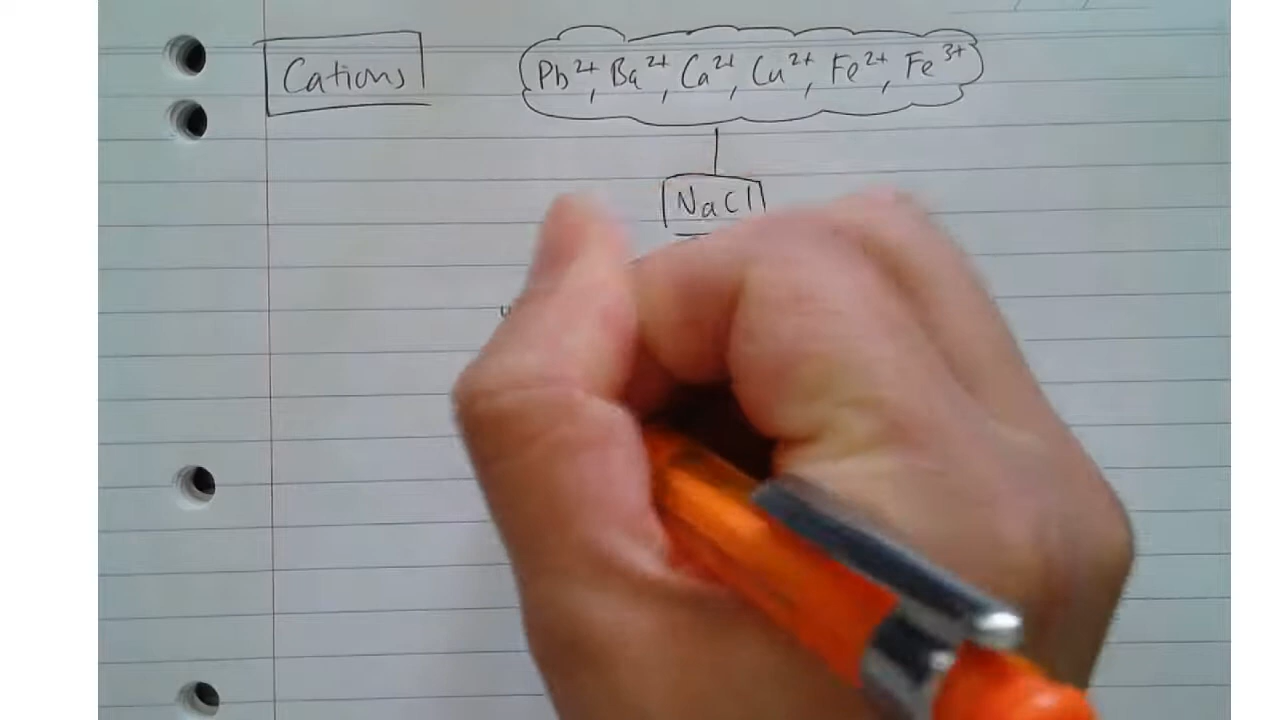 Cations
Pb²⁺, Ba²⁺, Ca²⁺, Cu²⁺, Fe²⁺, Fe³⁺
NaCl